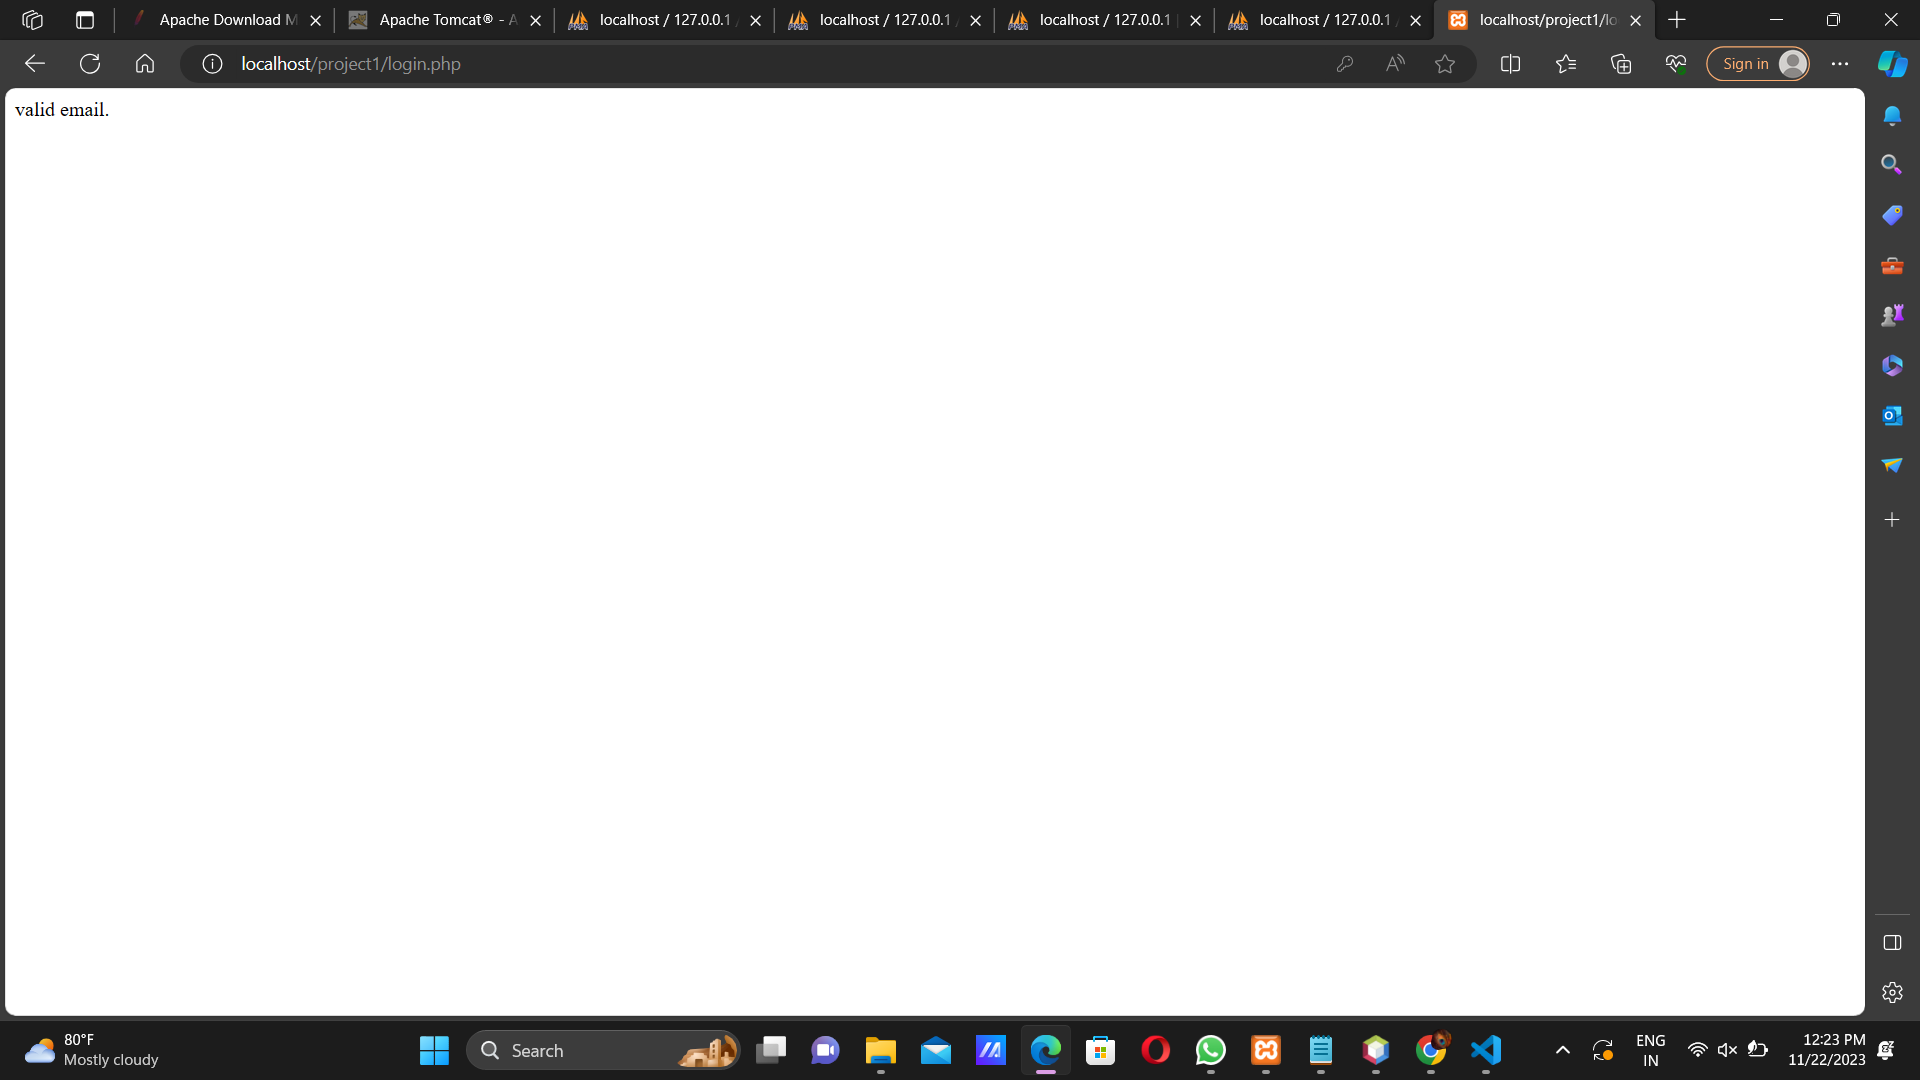 Apache Download M
Apache Tomcat® - A
localhost / 127.0.0.1 /
localhost / 127.0.0.1 /
localhost / 127.0.0.1 |
localhost / 127.0.0.1 /
localhost/project1/lo
localhost/project1/login.php
Sign in
valid email.
80°F
Mostly cloudy
Search
ENG
IN
12:23 PM
11/22/2023